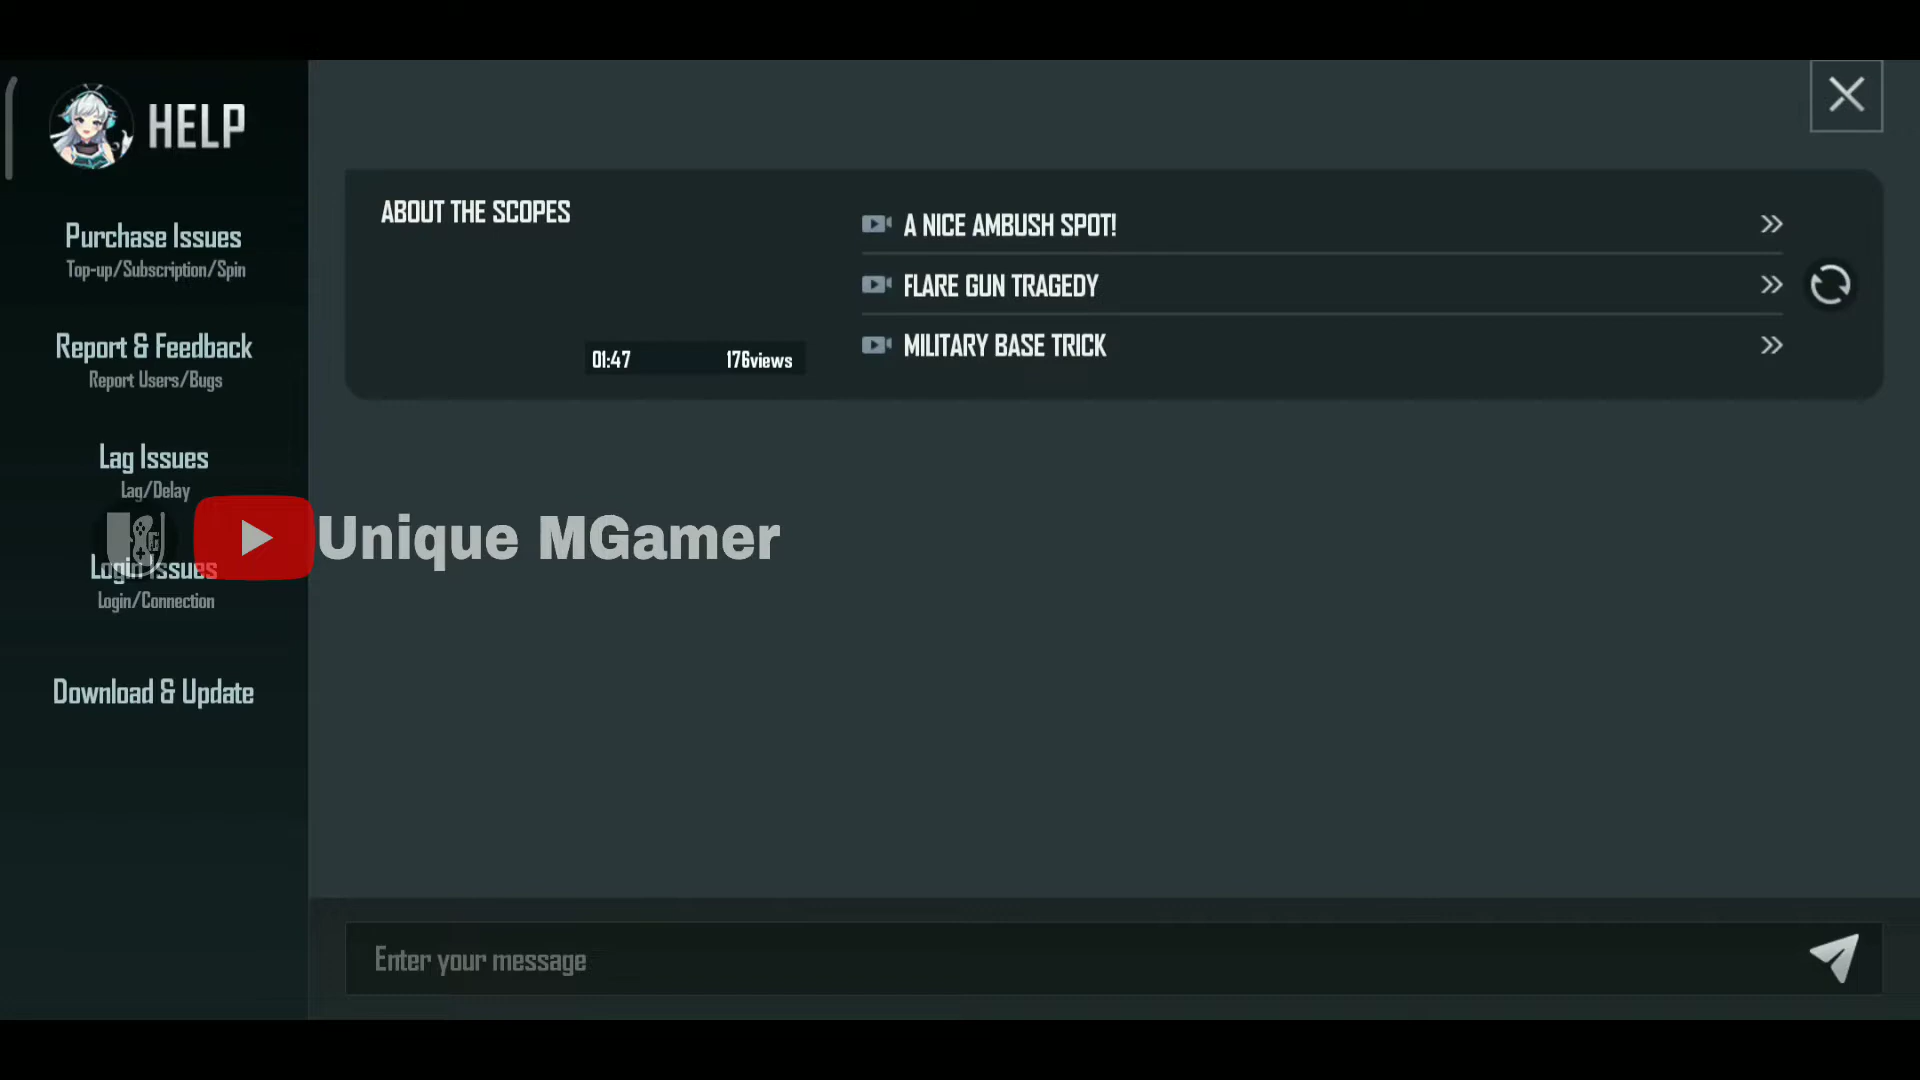 HELP
Purchase Issues
Top-up/Subscription/Spin
Report & Feedback
Report Users/Bugs
Lag Issues
Lag/Delay
Login Issues
Login/Connection
Download & Update
ABOUT THE SCOPES
01:47 176views
A NICE AMBUSH SPOT!
FLARE GUN TRAGEDY
MILITARY BASE TRICK
Unique MGamer
Enter your message